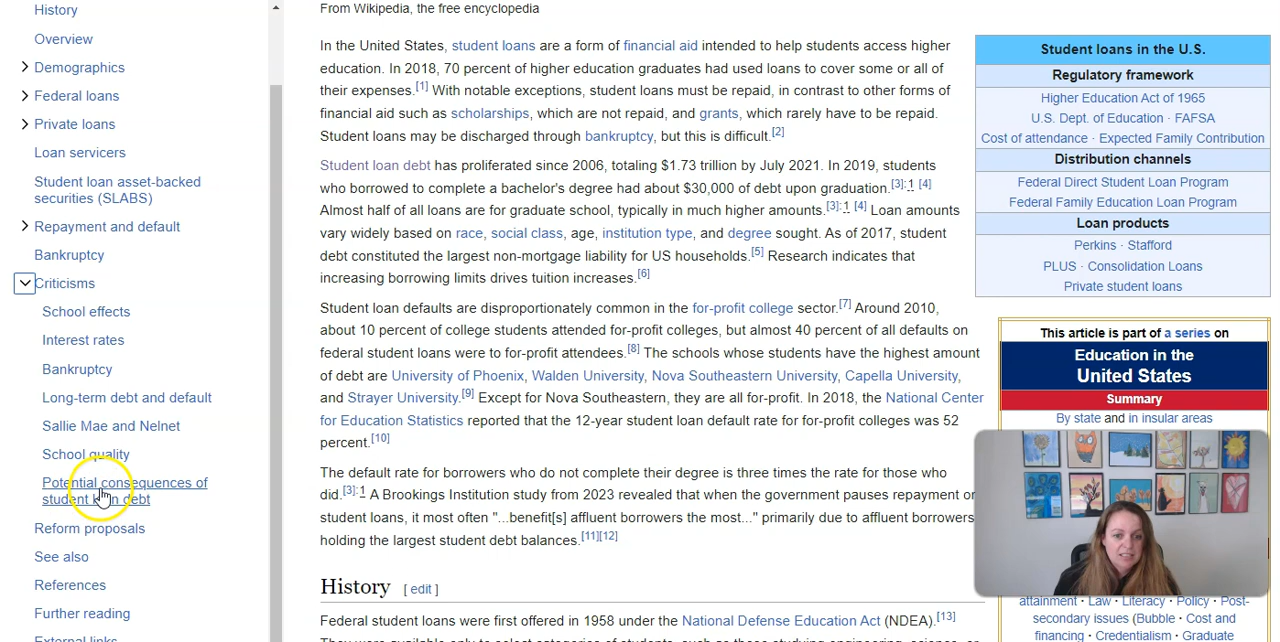 History
Overview
Demographics
Federal loans
Private loans
Loan servicers
Student loan asset-backed
securities (SLABS)
Repayment and default
Bankruptcy
Criticisms
School effects
Interest rates
Bankruptcy
Long-term debt and default
Sallie Mae and Nelnet
School quality
Potential consequences of
student loan debt
Reform proposals
See also
References
Further reading
External links
From Wikipedia, the free encyclopedia
In the United States, student loans are a form of financial aid intended to help students access higher
education. In 2018, 70 percent of higher education graduates had used loans to cover some or all of
their expenses.[1] With notable exceptions, student loans must be repaid, in contrast to other forms of
financial aid such as scholarships, which are not repaid, and grants, which rarely have to be repaid.
Student loans may be discharged through bankruptcy, but this is difficult.[2]
Student loan debt has proliferated since 2006, totaling $1.73 trillion by July 2021. In 2019, students
who borrowed to complete a bachelor's degree had about $30,000 of debt upon graduation.[3]:1 [4]
Almost half of all loans are for graduate school, typically in much higher amounts.[3]:1 [4] Loan amounts
vary widely based on race, social class, age, institution type, and degree sought. As of 2017, student
debt constituted the largest non-mortgage liability for US households.[5] Research indicates that
increasing borrowing limits drives tuition increases.[6]
Student loan defaults are disproportionately common in the for-profit college sector.[7] Around 2010,
about 10 percent of college students attended for-profit colleges, but almost 40 percent of all defaults on
federal student loans were to for-profit attendees.[8] The schools whose students have the highest amount
of debt are University of Phoenix, Walden University, Nova Southeastern University, Capella University,
and Strayer University.[9] Except for Nova Southeastern, they are all for-profit. In 2018, the National Center
for Education Statistics reported that the 12-year student loan default rate for for-profit colleges was 52
percent.[10]
The default rate for borrowers who do not complete their degree is three times the rate for those who
did.[3]:1 A Brookings Institution study from 2023 revealed that when the government pauses repayment on
student loans, it most often "...benefit[s] affluent borrowers the most..." primarily due to affluent borrowers
holding the largest student debt balances.[11][12]
History [ edit ]
Federal student loans were first offered in 1958 under the National Defense Education Act (NDEA).[13]
They were available only to select categories of students, such as those studying engineering, science, or
Student loans in the U.S.
Regulatory framework
Higher Education Act of 1965
U.S. Dept. of Education · FAFSA
Cost of attendance · Expected Family Contribution
Distribution channels
Federal Direct Student Loan Program
Federal Family Education Loan Program
Loan products
Perkins · Stafford
PLUS · Consolidation Loans
Private student loans
This article is part of a series on
Education in the
United States
Summary
By state and in insular areas
attainment · Law · Literacy · Policy · Post-
secondary issues (Bubble · Cost and
financing · Credentialism · Graduate